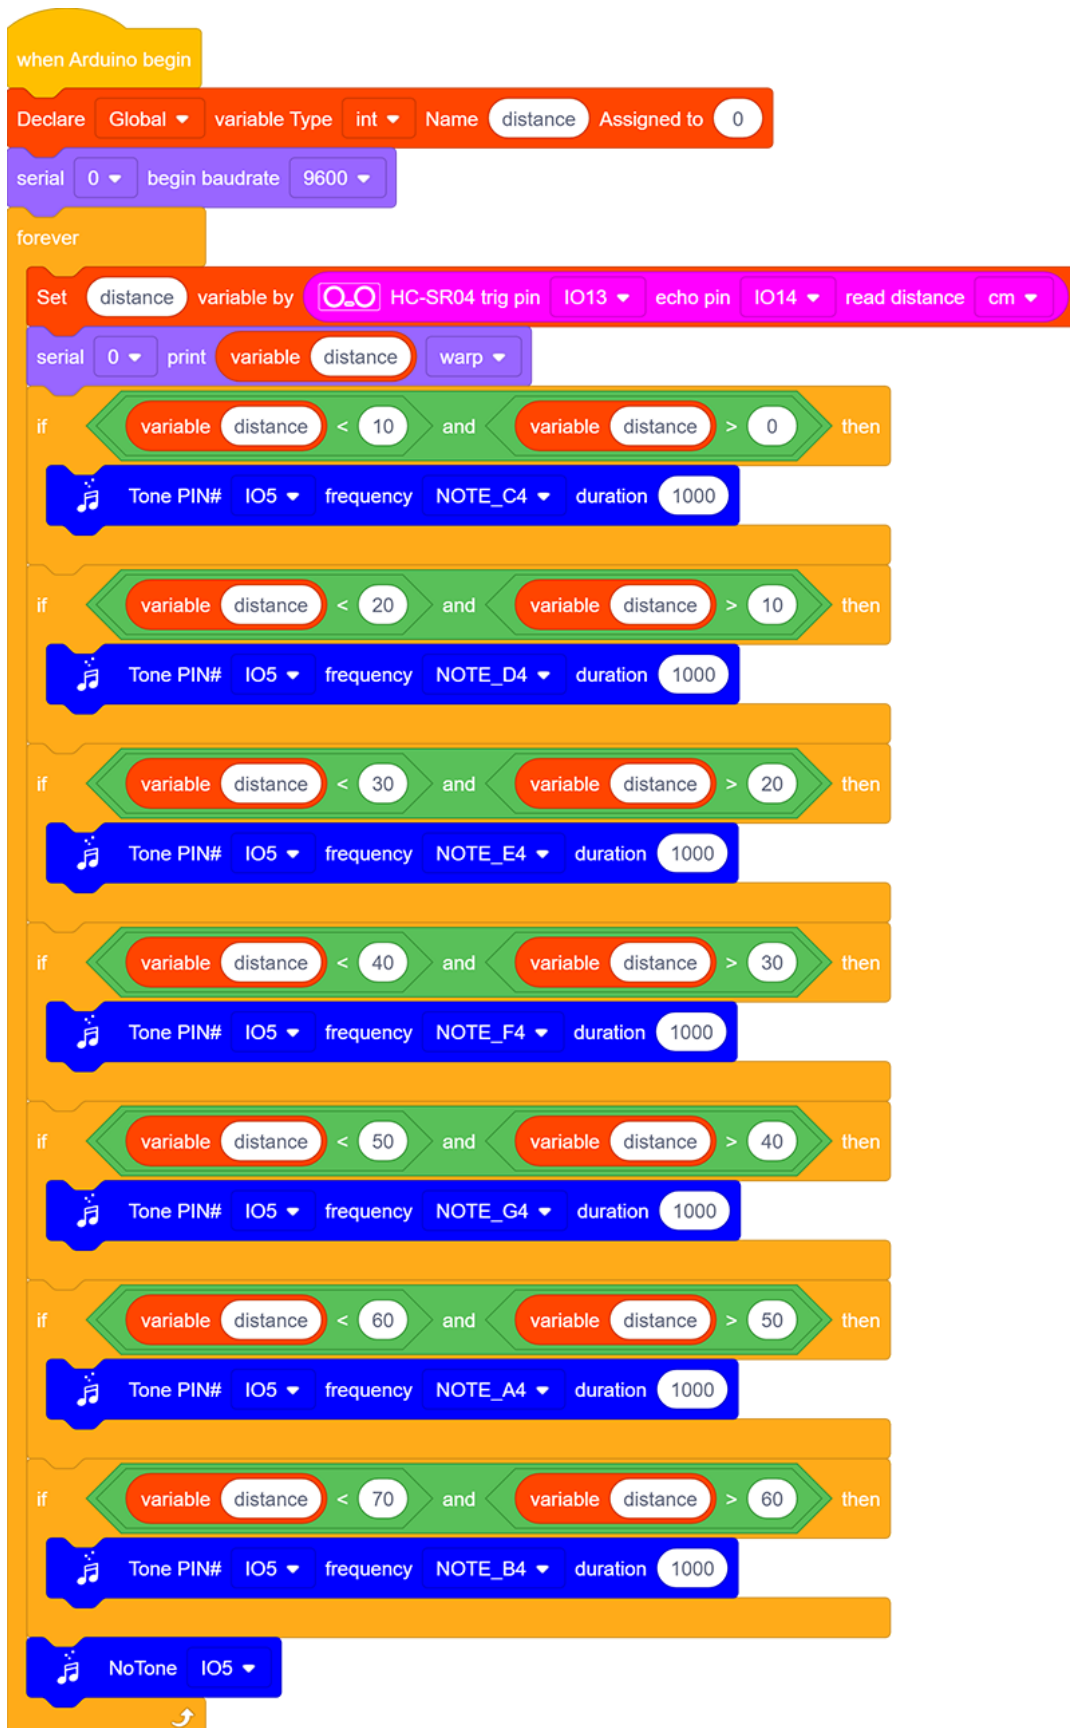 when Arduino begin
Declare Global variable Type int Name distance Assigned to 0
serial 0 begin baudrate 9600
forever
Set distance variable by HC-SR04 trig pin IO13 echo pin IO14 read distance cm
serial 0 print variable distance warp
if variable distance < 10 and variable distance > 0 then
Tone PIN# IO5 frequency NOTE_C4 duration 1000
if variable distance < 20 and variable distance > 10 then
Tone PIN# IO5 frequency NOTE_D4 duration 1000
if variable distance < 30 and variable distance > 20 then
Tone PIN# IO5 frequency NOTE_E4 duration 1000
if variable distance < 40 and variable distance > 30 then
Tone PIN# IO5 frequency NOTE_F4 duration 1000
if variable distance < 50 and variable distance > 40 then
Tone PIN# IO5 frequency NOTE_G4 duration 1000
if variable distance < 60 and variable distance > 50 then
Tone PIN# IO5 frequency NOTE_A4 duration 1000
if variable distance < 70 and variable distance > 60 then
Tone PIN# IO5 frequency NOTE_B4 duration 1000
NoTone IO5